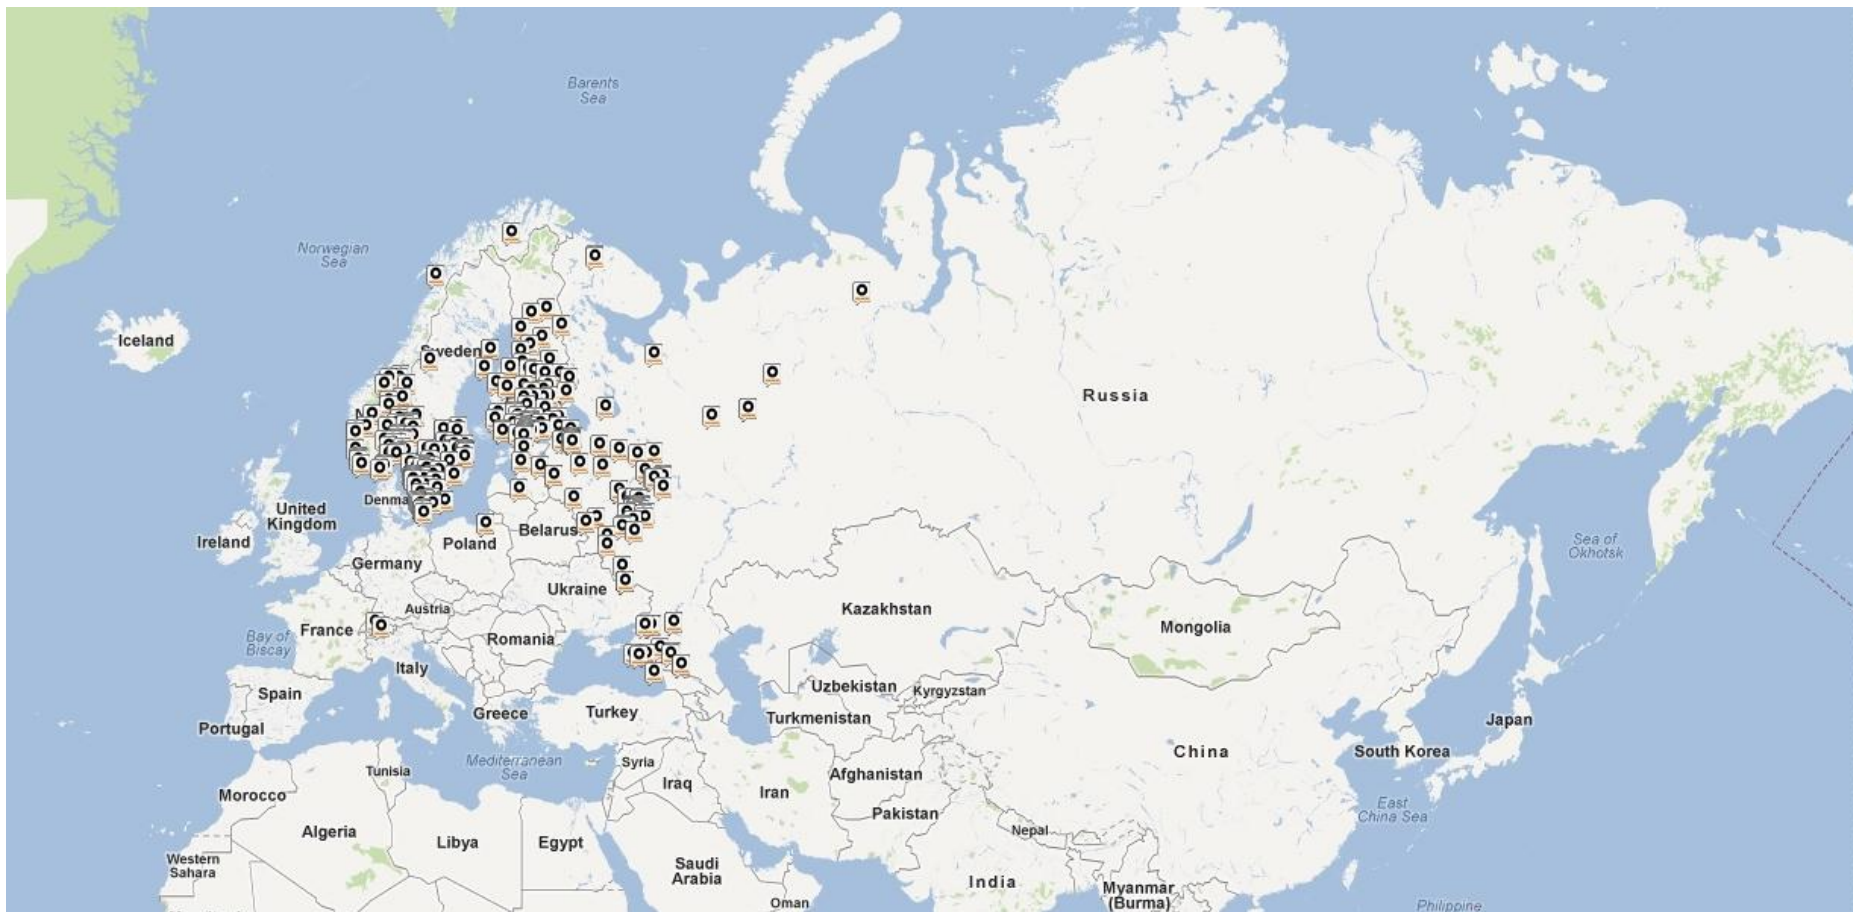 Barents
Sea
Norwegian
Sea
Iceland
Sweden
Russia
N
Denma
United
Kingdom
Ireland
Belarus
Poland
Germany
Sea of
Okhotsk
Ukraine
Austria
Kazakhstan
Mongolia
France
Bay of
Biscay
Romania
Italy
Uzbekistan
Kyrgyzstan
Spain
Greece
Turkey
Turkmenistan
Portugal
Japan
China
South Korea
Mediterranean
Sea
Syria
Tunisia
Iraq
Afghanistan
Iran
Morocco
Pakistan
East
China Sea
Algeria
Libya
Egypt
Nepal
Western
Sahara
Saudi
Arabia
India
Myanmar
(Burma)
Oman
Philippine